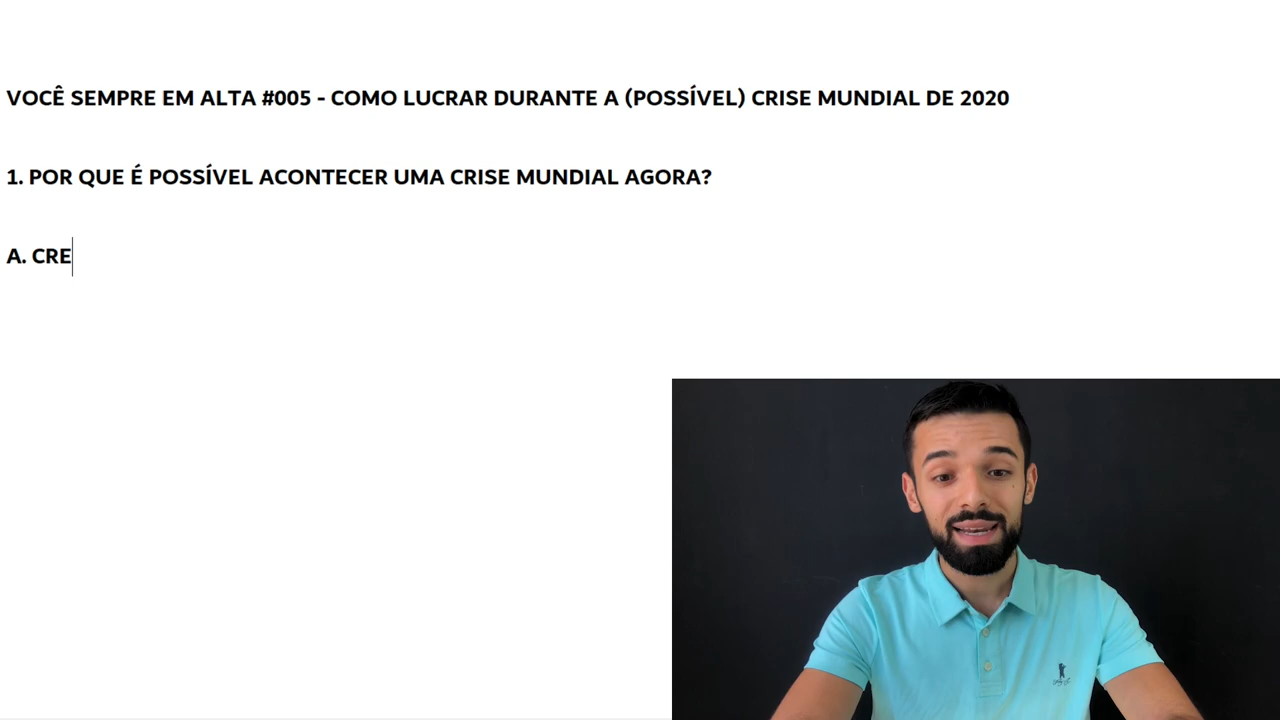 VOCÊ SEMPRE EM ALTA #005 - COMO LUCRAR DURANTE A (POSSÍVEL) CRISE MUNDIAL DE 2020
1. POR QUE É POSSÍVEL ACONTECER UMA CRISE MUNDIAL AGORA?
A. CRE